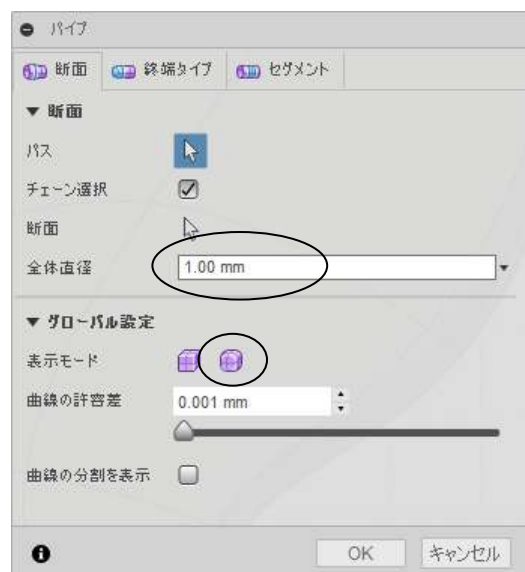 パイプ
断面 終端タイプ セグメント
▼ 断面
パス
チェーン選択
断面
全体直径 1.00 mm
▼ グローバル設定
表示モード
曲線の許容差 0.001 mm
曲線の分割を表示
OK キャンセル